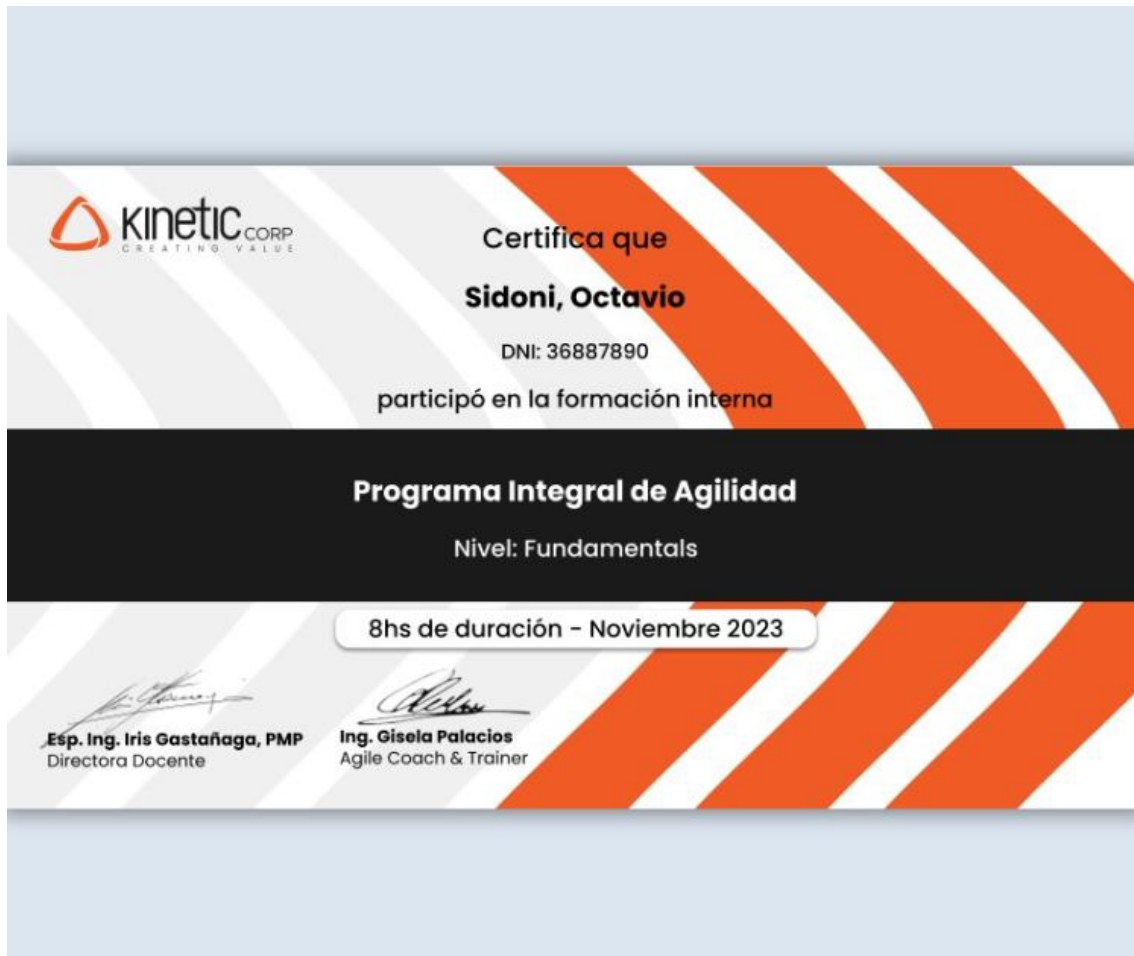 KINETIC CORP
CREATING VALUE
Certifica que
Sidoni, Octavio
DNI: 36887890
participó en la formación interna
Programa Integral de Agilidad
Nivel: Fundamentals
8hs de duración - Noviembre 2023
Esp. Ing. Iris Gastañaga, PMP
Directora Docente
Ing. Gisela Palacios
Agile Coach & Trainer